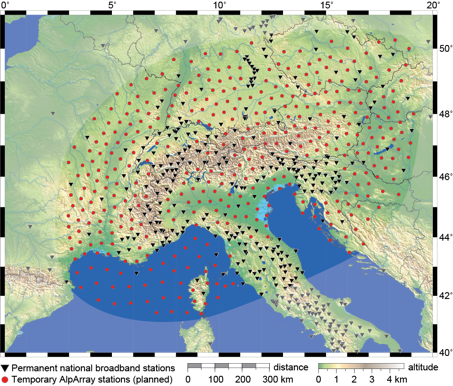 0° 5° 10° 15° 20°
50°
48°
46°
44°
42°
40°
Permanent national broadband stations
Temporary AlpArray stations (planned)
distance
0 100 200 300 km
altitude
0 1 2 3 4 km